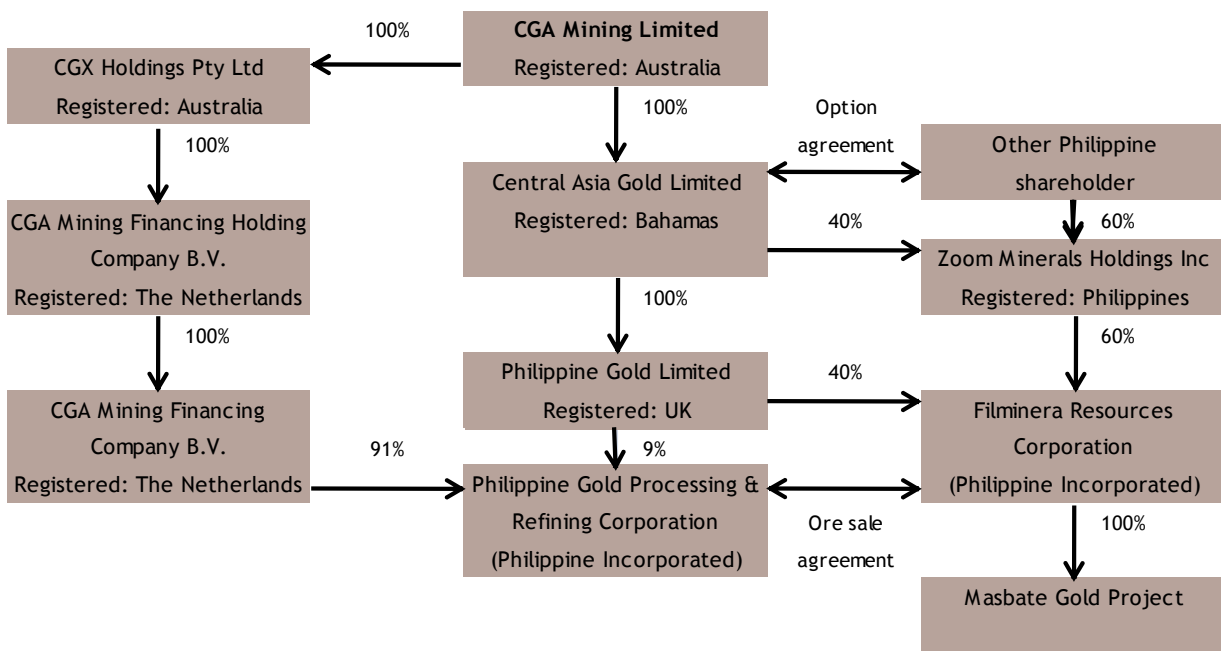 100%
CGA Mining Limited
Registered: Australia
CGX Holdings Pty Ltd
Registered: Australia
100%
100%
Option
agreement
Central Asia Gold Limited
Registered: Bahamas
Other Philippine
shareholder
40%
60%
CGA Mining Financing Holding
Company B.V.
Registered: The Netherlands
Zoom Minerals Holdings Inc
Registered: Philippines
100%
100%
60%
Philippine Gold Limited
Registered: UK
40%
CGA Mining Financing
Company B.V.
Registered: The Netherlands
Filminera Resources
Corporation
(Philippine Incorporated)
91%
9%
Philippine Gold Processing &
Refining Corporation
(Philippine Incorporated)
Ore sale
agreement
100%
Masbate Gold Project